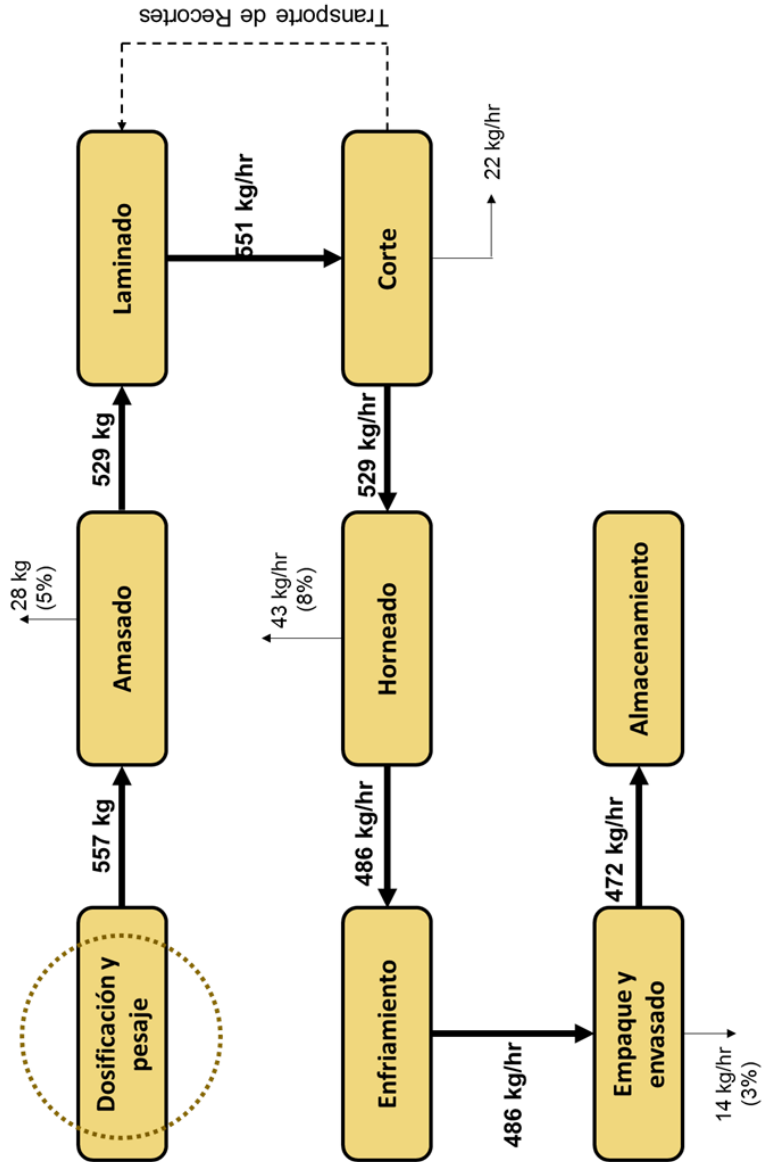 Dosificación y
pesaje
557 kg
Amasado
28 kg
(5%)
529 kg
Laminado
Transporte de Recortes
551 kg/hr
Corte
22 kg/hr
529 kg/hr
Horneado
43 kg/hr
(8%)
486 kg/hr
Enfriamiento
486 kg/hr
Empaque y
envasado
14 kg/hr
(3%)
472 kg/hr
Almacenamiento